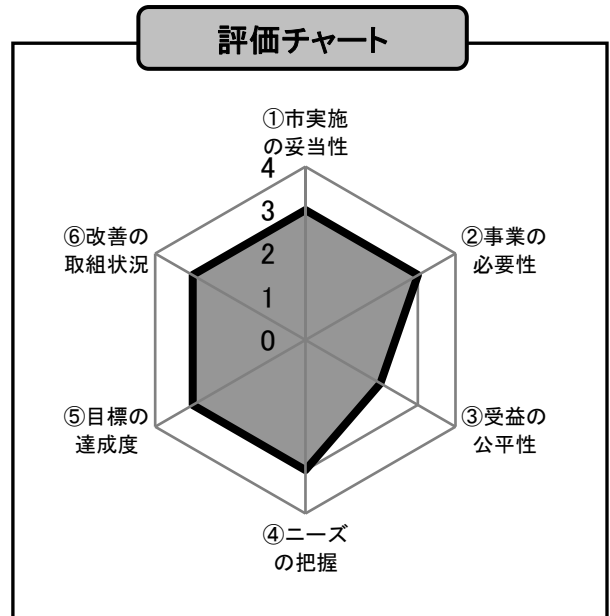 評価チャート
①市実施
の妥当性
4
3
2
1
0
②事業の
必要性
③受益の
公平性
④ニーズ
の把握
⑤目標の
達成度
⑥改善の
取組状況